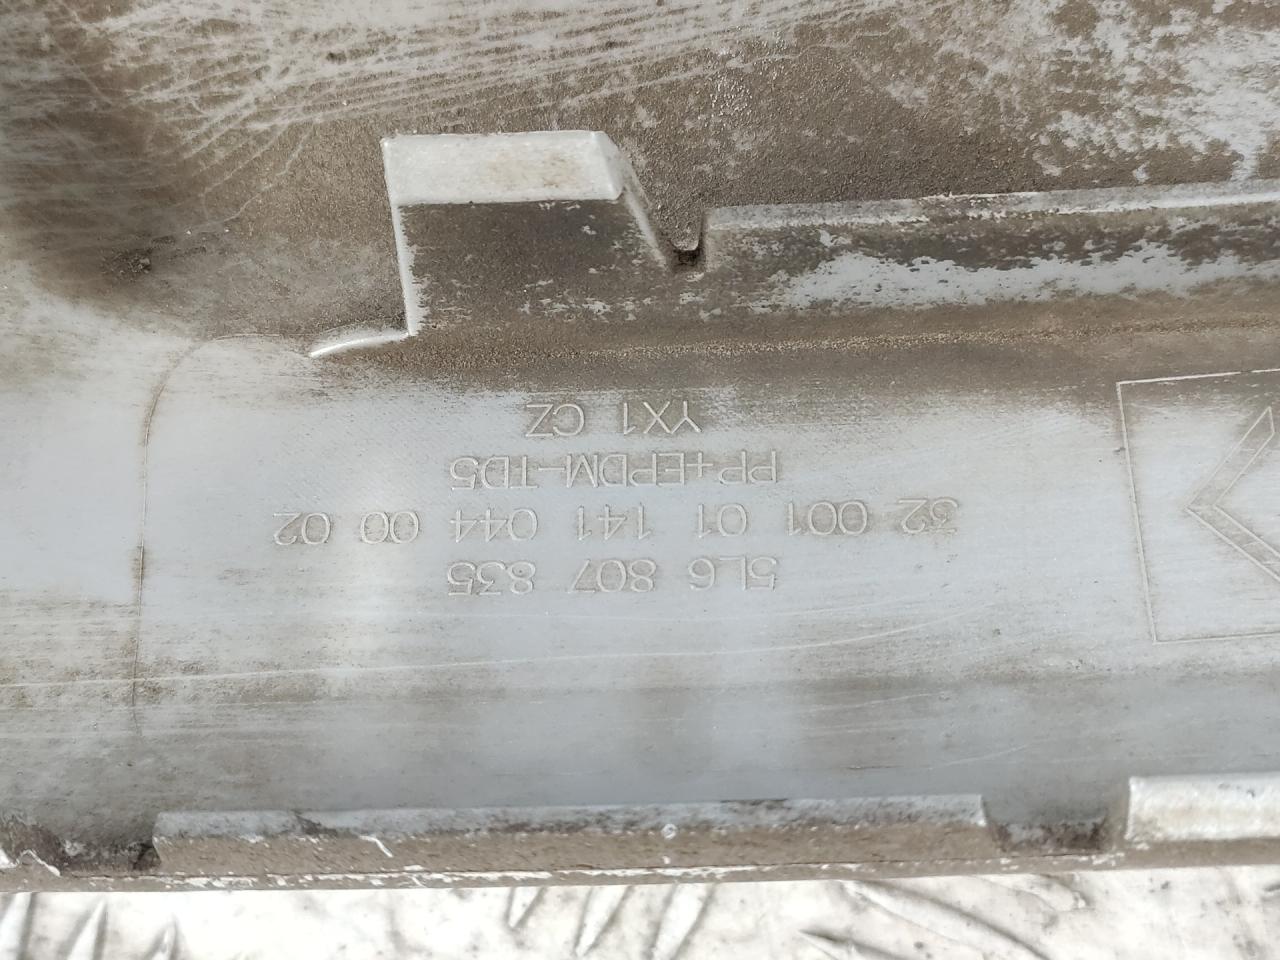 5L6 807 835
32 001 01 141 044 00 02
PP+EPDM-TD5
YX1 CZ